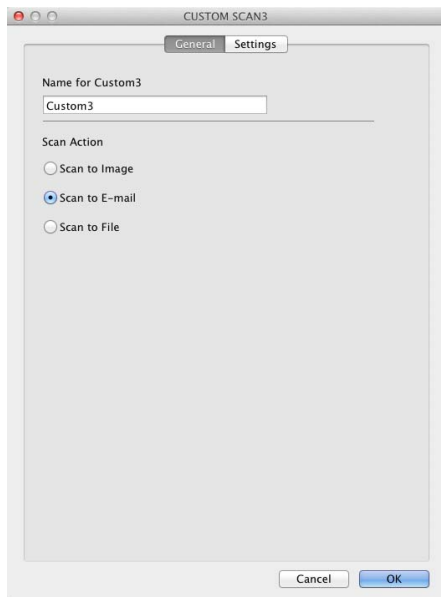 CUSTOM SCAN3
General Settings
Name for Custom3
Custom3
Scan Action
Scan to Image
Scan to E-mail
Scan to File
Cancel OK